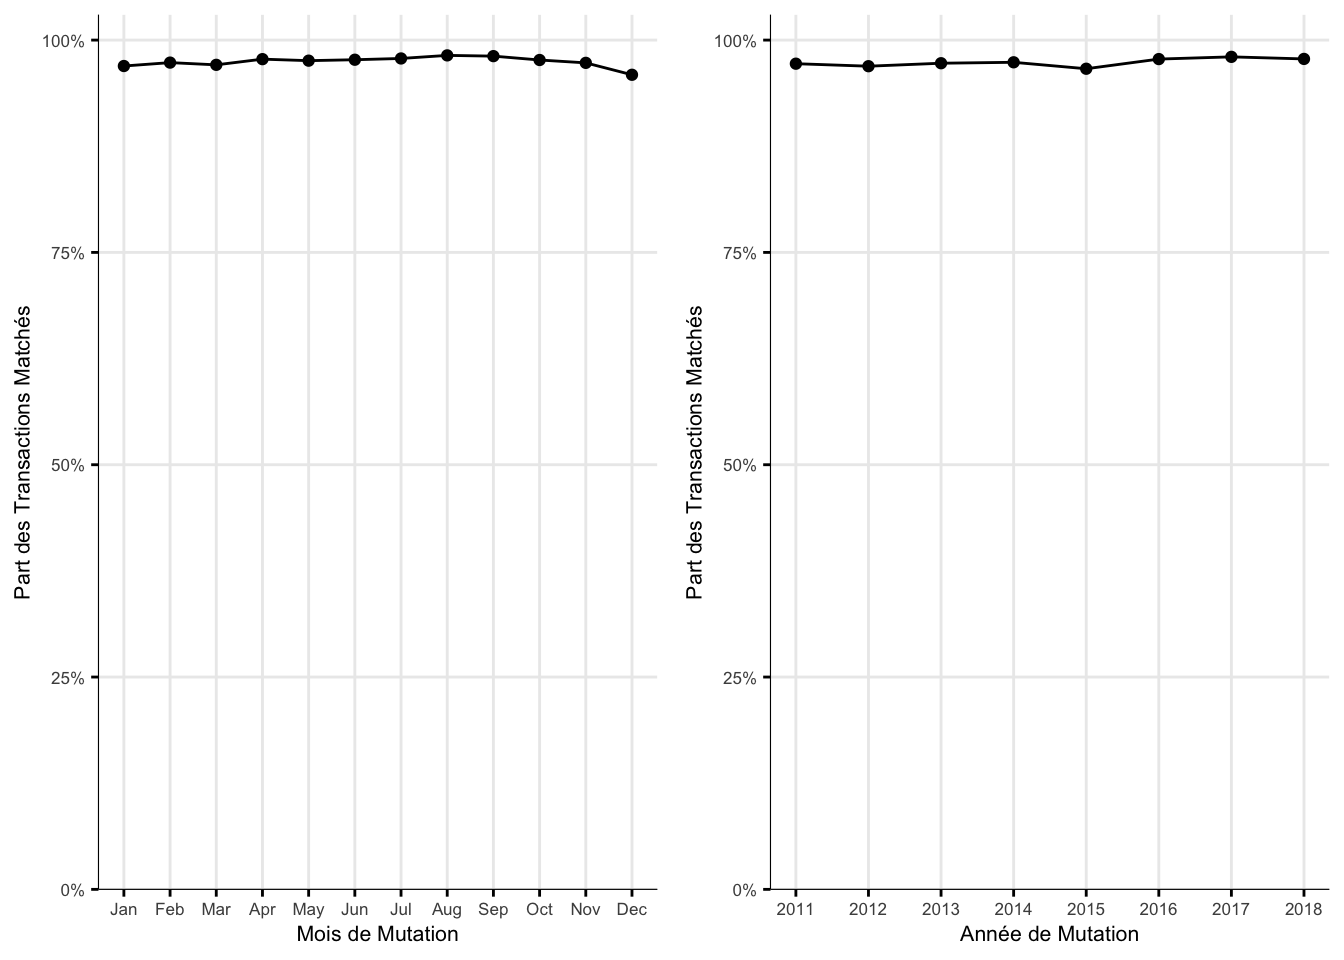 Part des Transactions Matchés
100%
75%
50%
25%
0%
Jan Feb Mar Apr May Jun Jul Aug Sep Oct Nov Dec
Mois de Mutation
Part des Transactions Matchés
100%
75%
50%
25%
0%
2011 2012 2013 2014 2015 2016 2017 2018
Année de Mutation